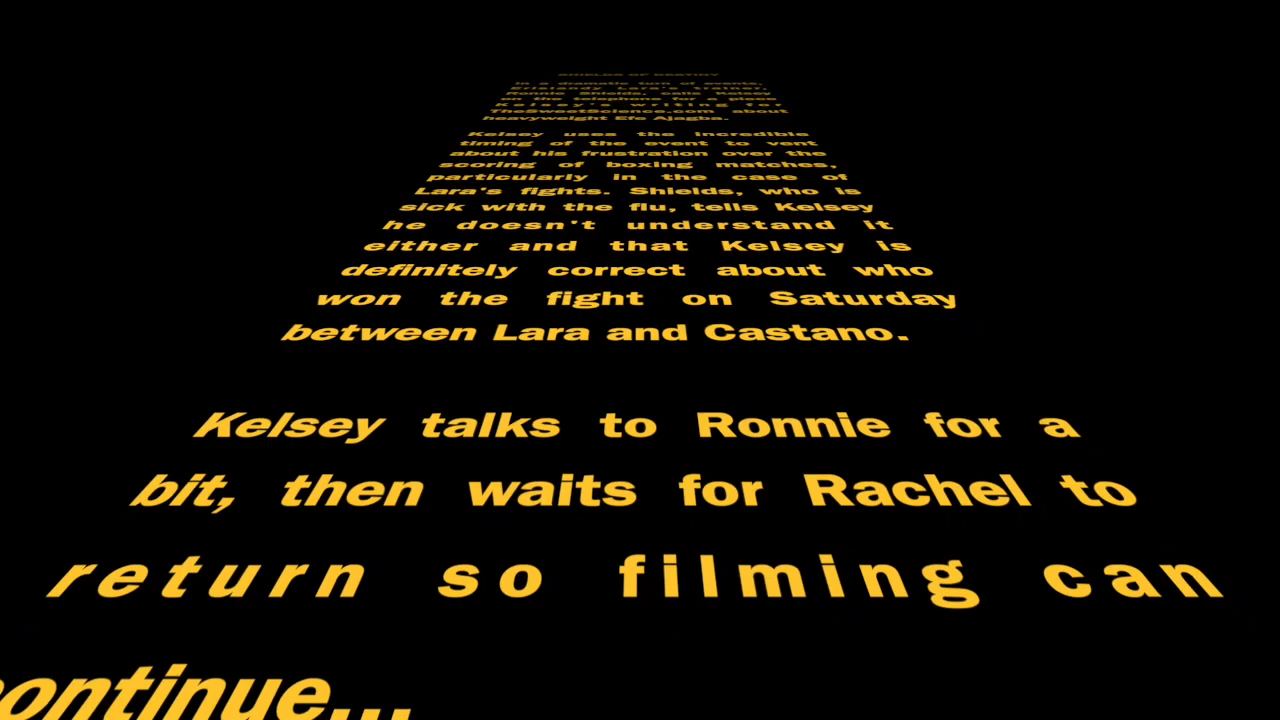 SHIELDS OF DESTINY
In a dramatic turn of events,
Erislandy Lara's trainer,
Ronnie Shields, calls Kelsey
on the telephone for a piece
Kelsey's writing for
TheSweetScience.com about
heavyweight Efe Ajagba.
Kelsey uses the incredible
timing of the event to vent
about his frustration over the
scoring of boxing matches,
particularly in the case of
Lara's fights. Shields, who is
sick with the flu, tells Kelsey
he doesn't understand it
either and that Kelsey is
definitely correct about who
won the fight on Saturday
between Lara and Castano.
Kelsey talks to Ronnie for a
bit, then waits for Rachel to
return so filming can
continue...